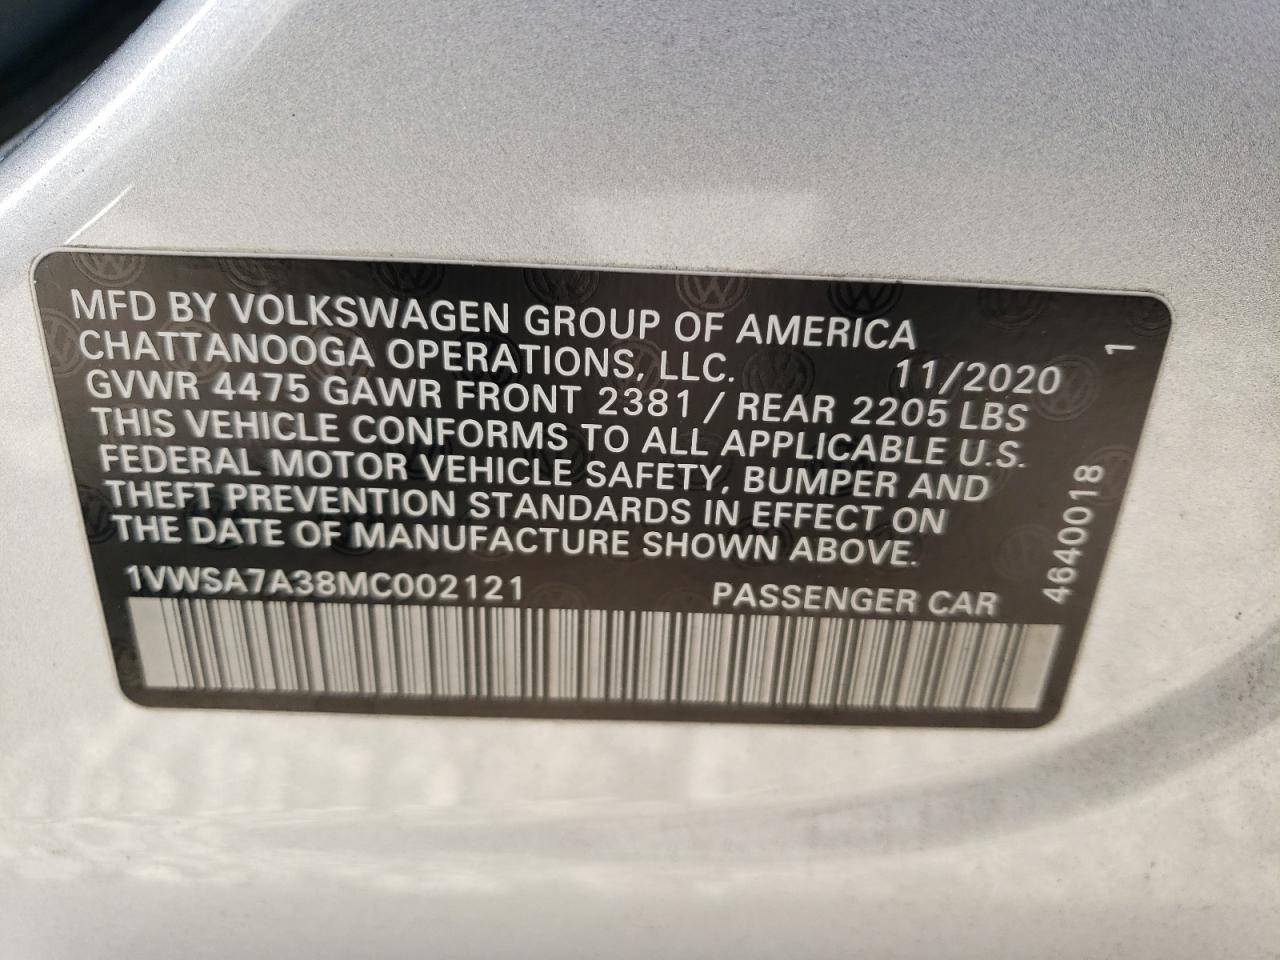 MFD BY VOLKSWAGEN GROUP OF AMERICA
CHATTANOOGA OPERATIONS, LLC. 11/2020
GVWR 4475 GAWR FRONT 2381 / REAR 2205 LBS
THIS VEHICLE CONFORMS TO ALL APPLICABLE U.S.
FEDERAL MOTOR VEHICLE SAFETY, BUMPER AND
THEFT PREVENTION STANDARDS IN EFFECT ON
THE DATE OF MANUFACTURE SHOWN ABOVE.
1VWSA7A38MC002121 PASSENGER CAR
4640018 1